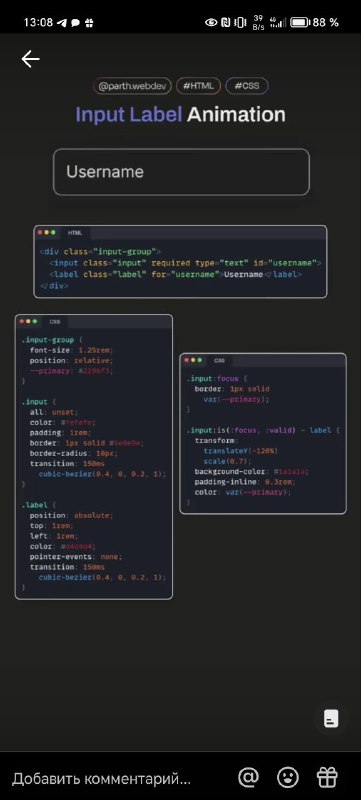 13:08
39
B/s
4G
88 %
@parth.webdev #HTML #CSS
Input Label Animation
Username
HTML
<div class="input-group">
<input class="input" required type="text" id="username">
<label class="label" for="username">Username</label>
</div>
CSS
.input-group {
font-size: 1.25rem;
position: relative;
--primary: #2196f3;
}
.input {
all: unset;
color: #fefefe;
padding: 1rem;
border: 1px solid #9e9e9e;
border-radius: 10px;
transition: 150ms
cubic-bezier(0.4, 0, 0.2, 1);
}
.label {
position: absolute;
top: 1rem;
left: 1rem;
color: #d4d4d4;
pointer-events: none;
transition: 150ms
cubic-bezier(0.4, 0, 0.2, 1);
}
CSS
.input:focus {
border: 1px solid
var(--primary);
}
.input:is(:focus, :valid) ~ label {
transform:
translateY(-120%)
scale(0.7);
background-color: #1a1a1a;
padding-inline: 0.3rem;
color: var(--primary);
}
Добавить комментарий...